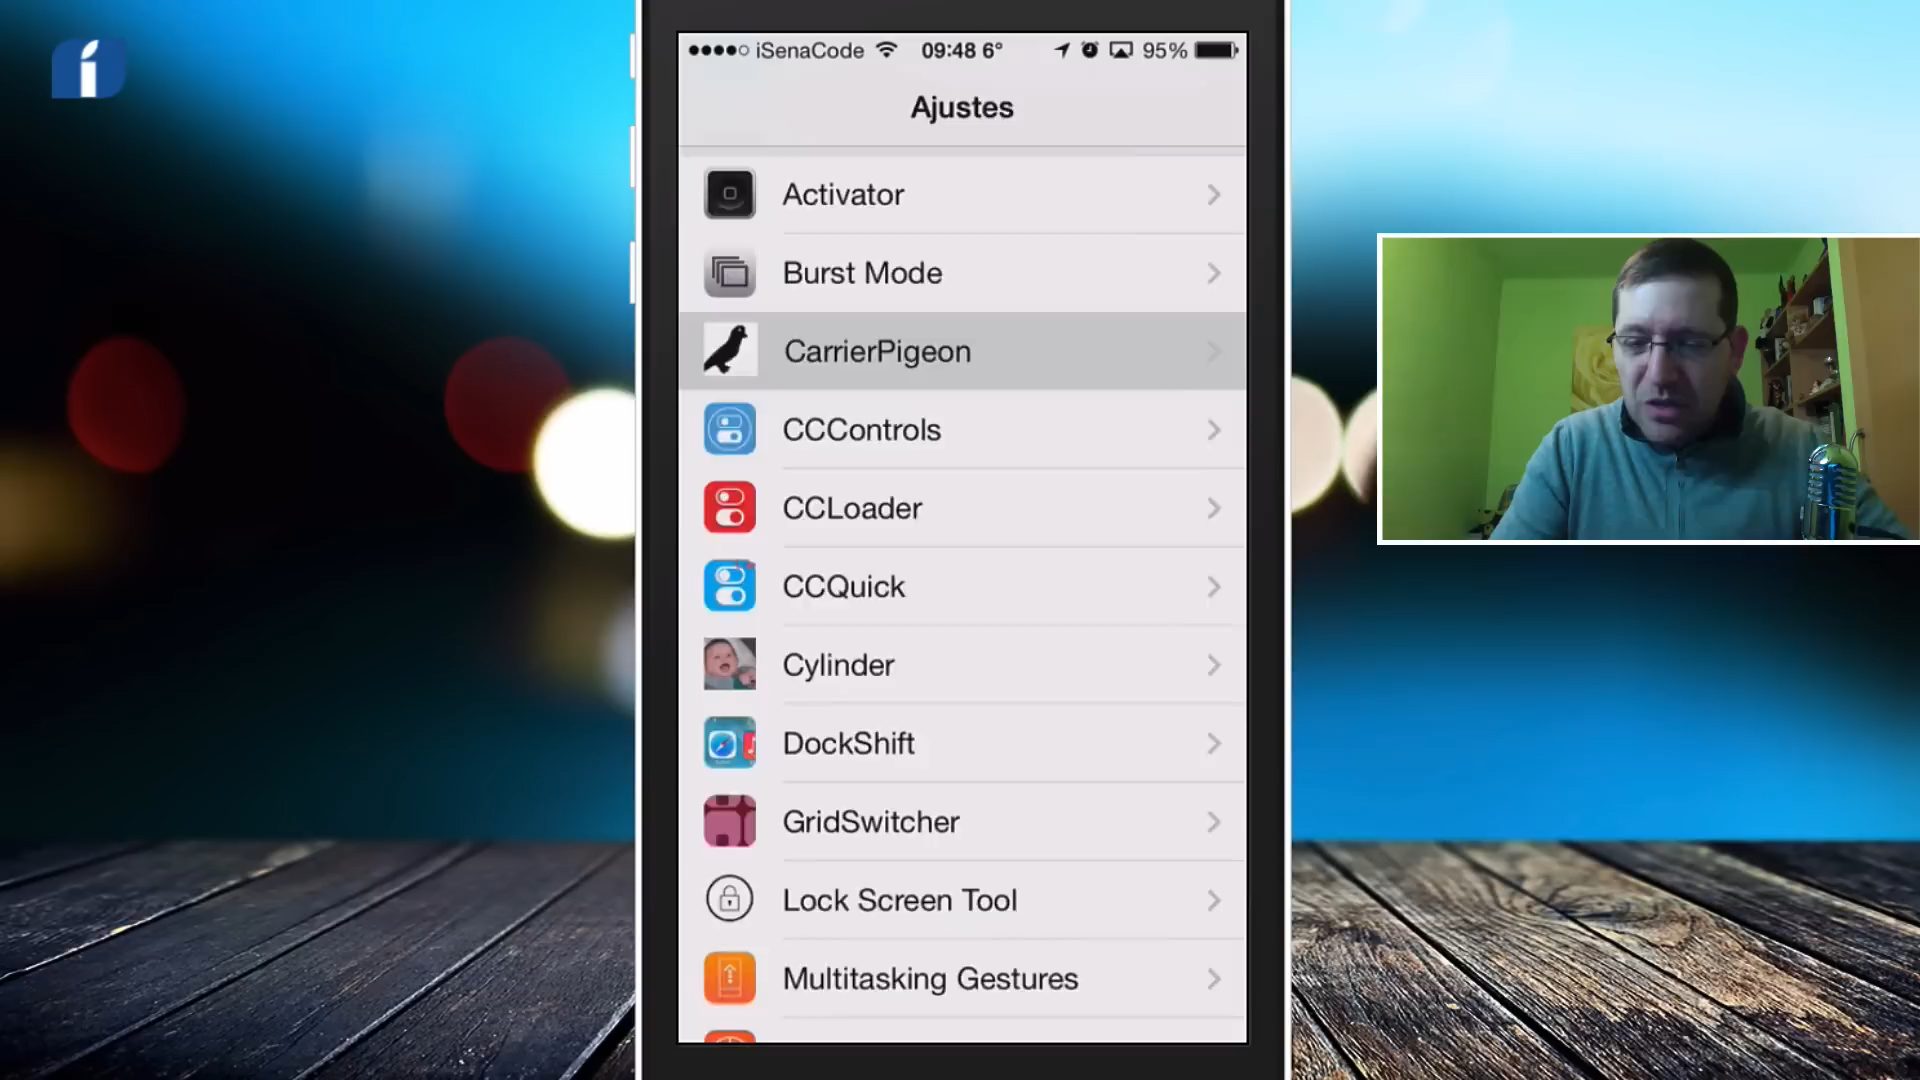 iSenaCode 09:48 6° 95%
Ajustes
Activator
Burst Mode
CarrierPigeon
CCControls
CCLoader
CCQuick
Cylinder
DockShift
GridSwitcher
Lock Screen Tool
Multitasking Gestures